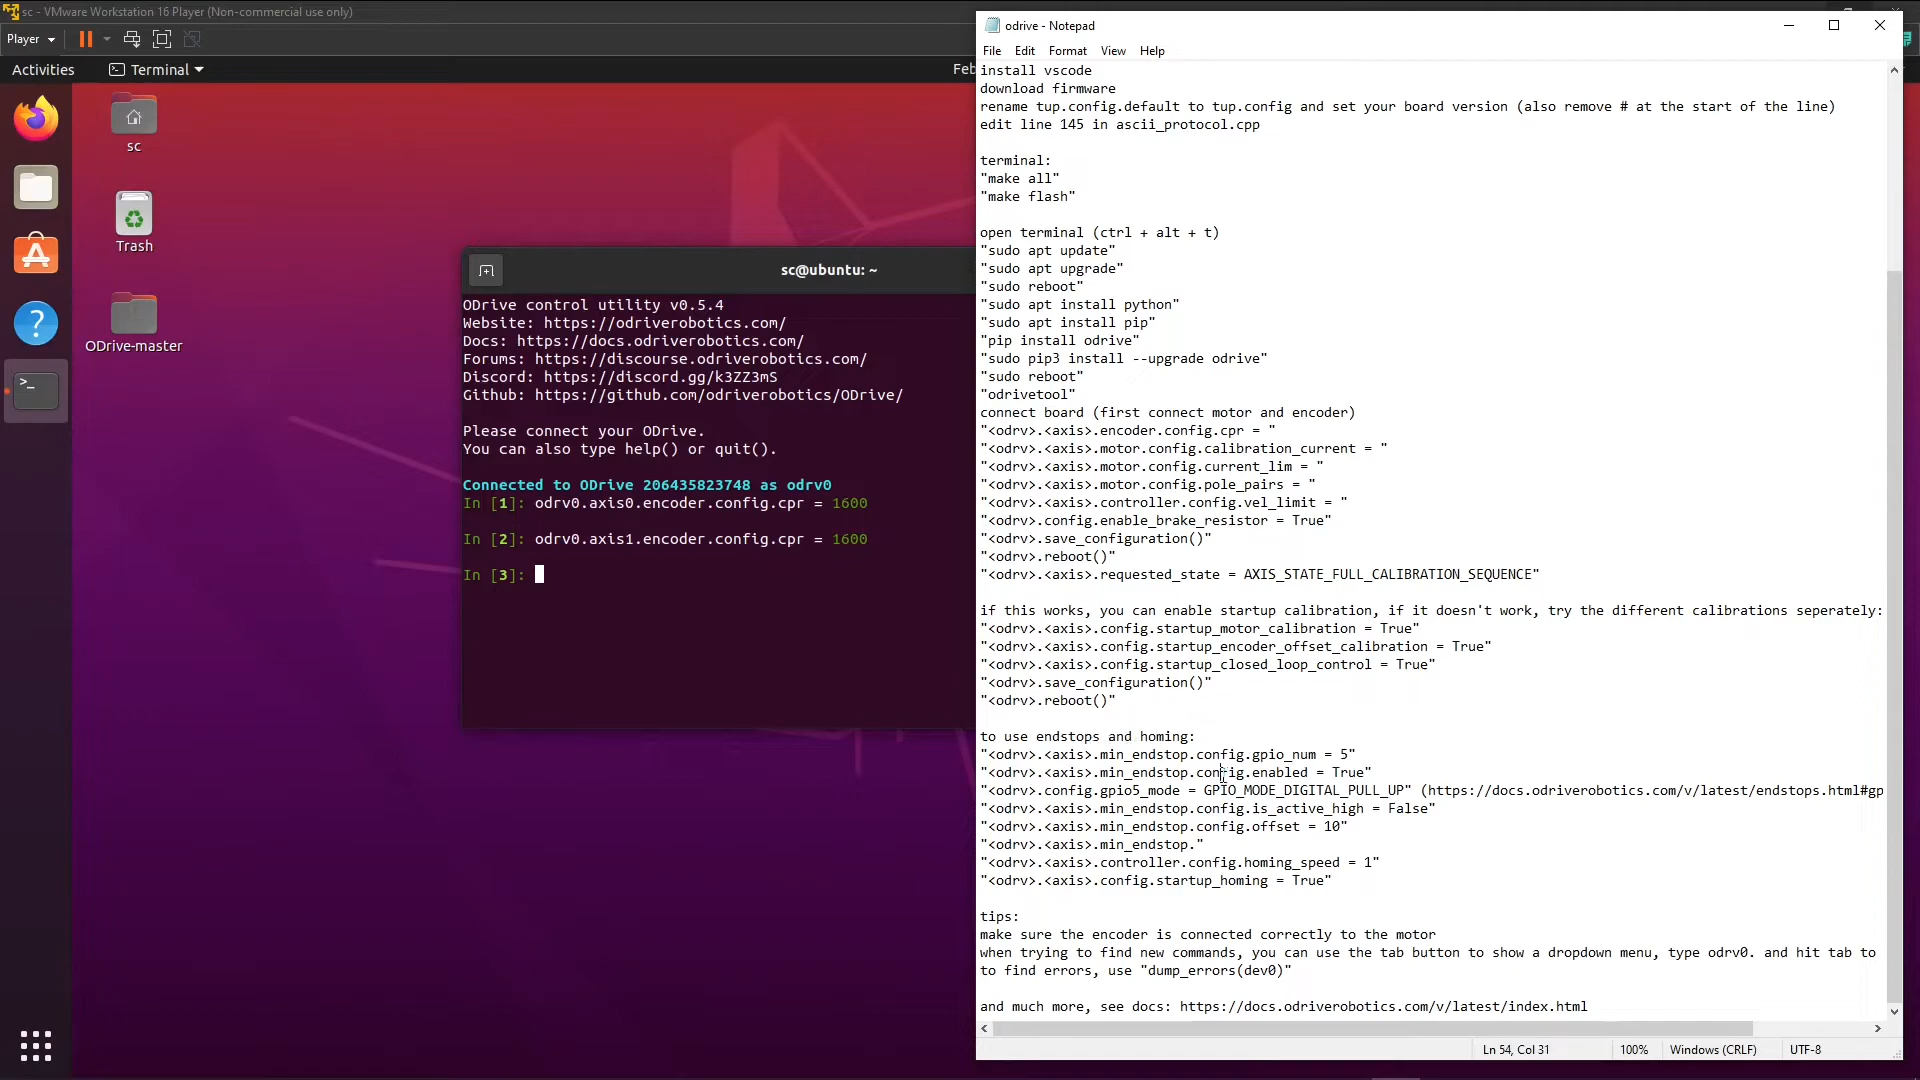 sc - VMware Workstation 16 Player (Non-commercial use only)
Player
Activities
Terminal
Feb
sc
Trash
ODrive-master
sc@ubuntu: ~
ODrive control utility v0.5.4
Website: https://odriverobotics.com/
Docs: https://docs.odriverobotics.com/
Forums: https://discourse.odriverobotics.com/
Discord: https://discord.gg/k3ZZ3mS
Github: https://github.com/odriverobotics/ODrive/
Please connect your ODrive.
You can also type help() or quit().
Connected to ODrive 206435823748 as odrv0
In [1]: odrv0.axis0.encoder.config.cpr = 1600
In [2]: odrv0.axis1.encoder.config.cpr = 1600
In [3]:
odrive - Notepad
File Edit Format View Help
install vscode
download firmware
rename tup.config.default to tup.config and set your board version (also remove # at the start of the line)
edit line 145 in ascii_protocol.cpp
terminal:
"make all"
"make flash"
open terminal (ctrl + alt + t)
"sudo apt update"
"sudo apt upgrade"
"sudo reboot"
"sudo apt install python"
"sudo apt install pip"
"pip install odrive"
"sudo pip3 install --upgrade odrive"
"sudo reboot"
"odrivetool"
connect board (first connect motor and encoder)
"<odrv>.<axis>.encoder.config.cpr = "
"<odrv>.<axis>.motor.config.calibration_current = "
"<odrv>.<axis>.motor.config.current_lim = "
"<odrv>.<axis>.motor.config.pole_pairs = "
"<odrv>.<axis>.controller.config.vel_limit = "
"<odrv>.config.enable_brake_resistor = True"
"<odrv>.save_configuration()"
"<odrv>.reboot()"
"<odrv>.<axis>.requested_state = AXIS_STATE_FULL_CALIBRATION_SEQUENCE"
if this works, you can enable startup calibration, if it doesn't work, try the different calibrations seperately:
"<odrv>.<axis>.config.startup_motor_calibration = True"
"<odrv>.<axis>.config.startup_encoder_offset_calibration = True"
"<odrv>.<axis>.config.startup_closed_loop_control = True"
"<odrv>.save_configuration()"
"<odrv>.reboot()"
to use endstops and homing:
"<odrv>.<axis>.min_endstop.config.gpio_num = 5"
"<odrv>.<axis>.min_endstop.config.enabled = True"
"<odrv>.config.gpio5_mode = GPIO_MODE_DIGITAL_PULL_UP" (https://docs.odriverobotics.com/v/latest/endstops.html#gp
"<odrv>.<axis>.min_endstop.config.is_active_high = False"
"<odrv>.<axis>.min_endstop.config.offset = 10"
"<odrv>.<axis>.min_endstop."
"<odrv>.<axis>.controller.config.homing_speed = 1"
"<odrv>.<axis>.config.startup_homing = True"
tips:
make sure the encoder is connected correctly to the motor
when trying to find new commands, you can use the tab button to show a dropdown menu, type odrv0. and hit tab to
to find errors, use "dump_errors(dev0)"
and much more, see docs: https://docs.odriverobotics.com/v/latest/index.html
Ln 54, Col 31
100%
Windows (CRLF)
UTF-8